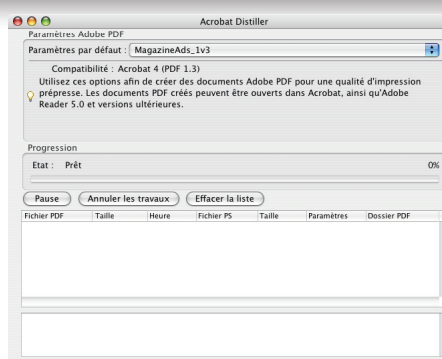 Acrobat Distiller
Paramètres Adobe PDF
Paramètres par défaut : MagazineAds_1v3
Compatibilité : Acrobat 4 (PDF 1.3)
Utilisez ces options afin de créer des documents Adobe PDF pour une qualité d'impression
prépresse. Les documents PDF créés peuvent être ouverts dans Acrobat, ainsi qu'Adobe
Reader 5.0 et versions ultérieures.
Progression
Etat : Prêt 0%
Pause Annuler les travaux Effacer la liste
Fichier PDF Taille Heure Fichier PS Taille Paramètres Dossier PDF